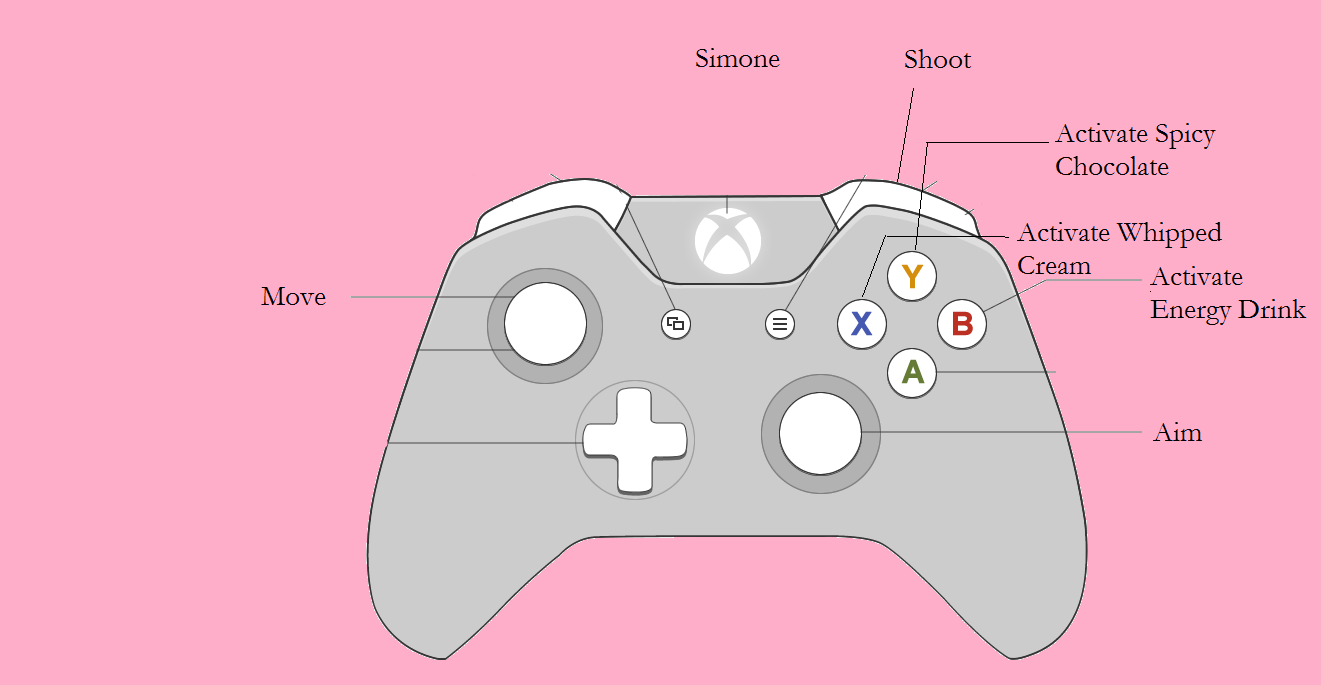 Simone
Shoot
Activate Spicy
Chocolate
Activate Whipped
Cream
Activate
Energy Drink
Move
Y
X
B
A
Aim